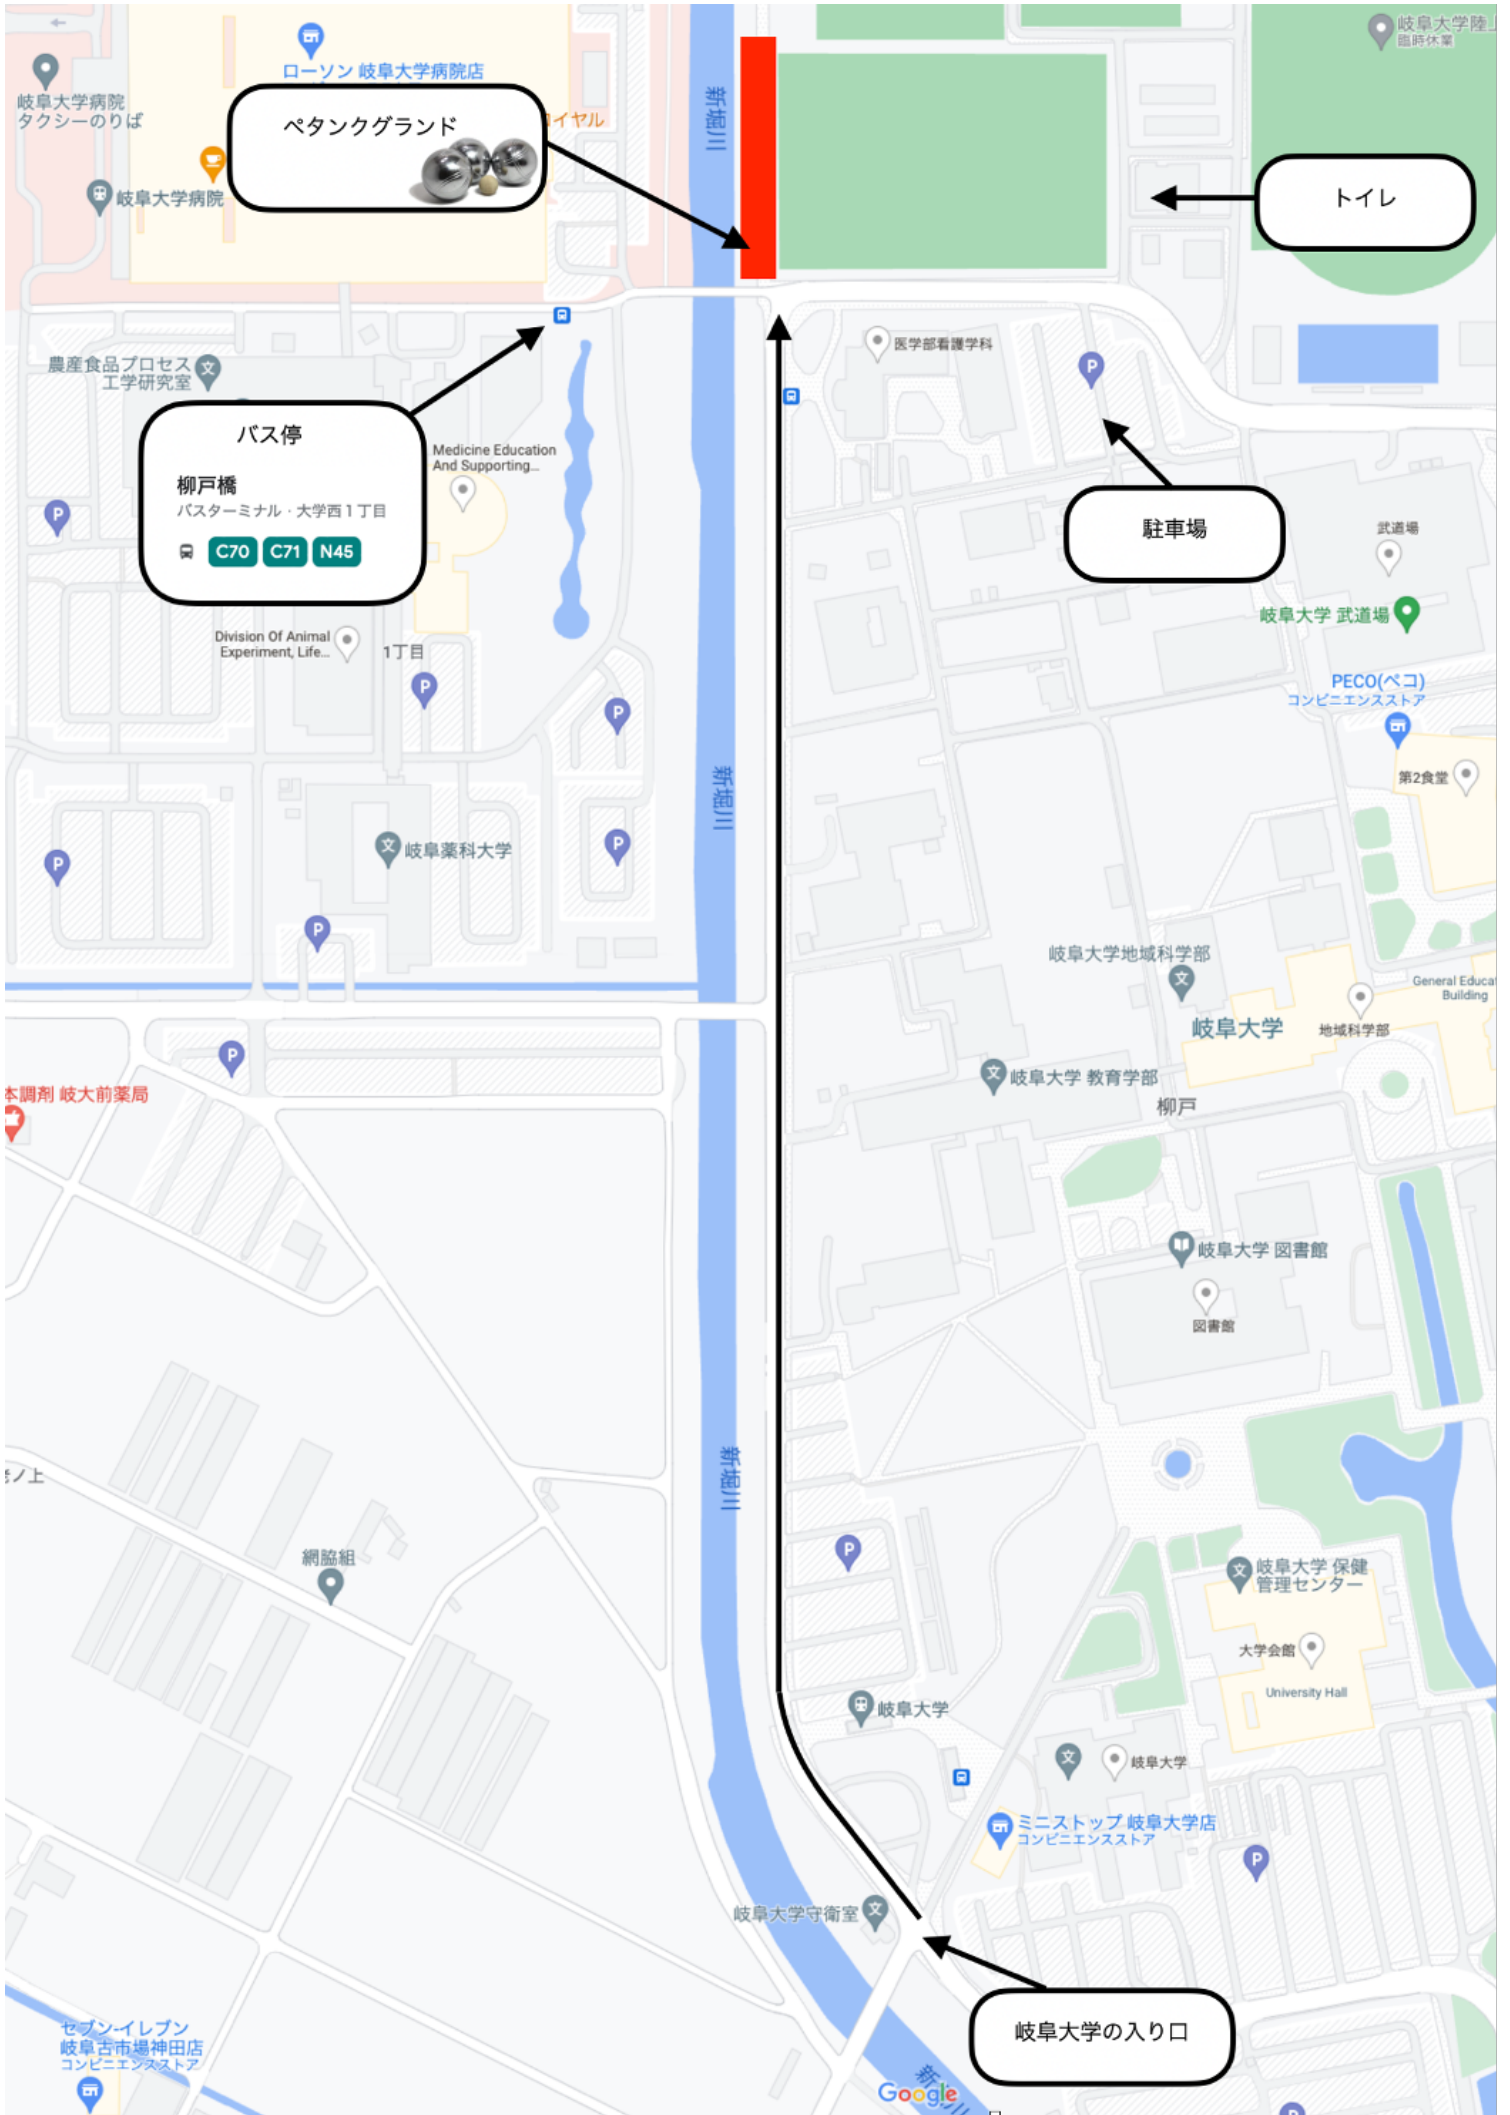 岐阜大学陸上
臨時休業
ローソン 岐阜大学病院店
岐阜大学病院
タクシーのりば
ペタンクグランド
イヤル
新堀川
岐阜大学病院
トイレ
農産食品プロセス
工学研究室
医学部看護学科
P
バス停
柳戸橋
バスターミナル・大学西1丁目
C70 C71 N45
Medicine Education
And Supporting...
P
駐車場
武道場
岐阜大学 武道場
Division Of Animal
Experiment, Life...
1丁目
P
P
PECO(ペコ)
コンビニエンスストア
第2食堂
新堀川
P
岐阜薬科大学
P
P
岐阜大学地域科学部
General Educat
Building
岐阜大学
地域科学部
P
岐阜大学 教育学部
柳戸
本調剤 岐大前薬局
岐阜大学 図書館
図書館
新堀川
ノ上
P
網脇組
岐阜大学 保健
管理センター
大学会館
University Hall
岐阜大学
岐阜大学
ミニストップ 岐阜大学店
コンビニエンスストア
P
岐阜大学守衛室
岐阜大学の入り口
セブン-イレブン
岐阜古市場神田店
コンビニエンスストア
新堀川
Google
P